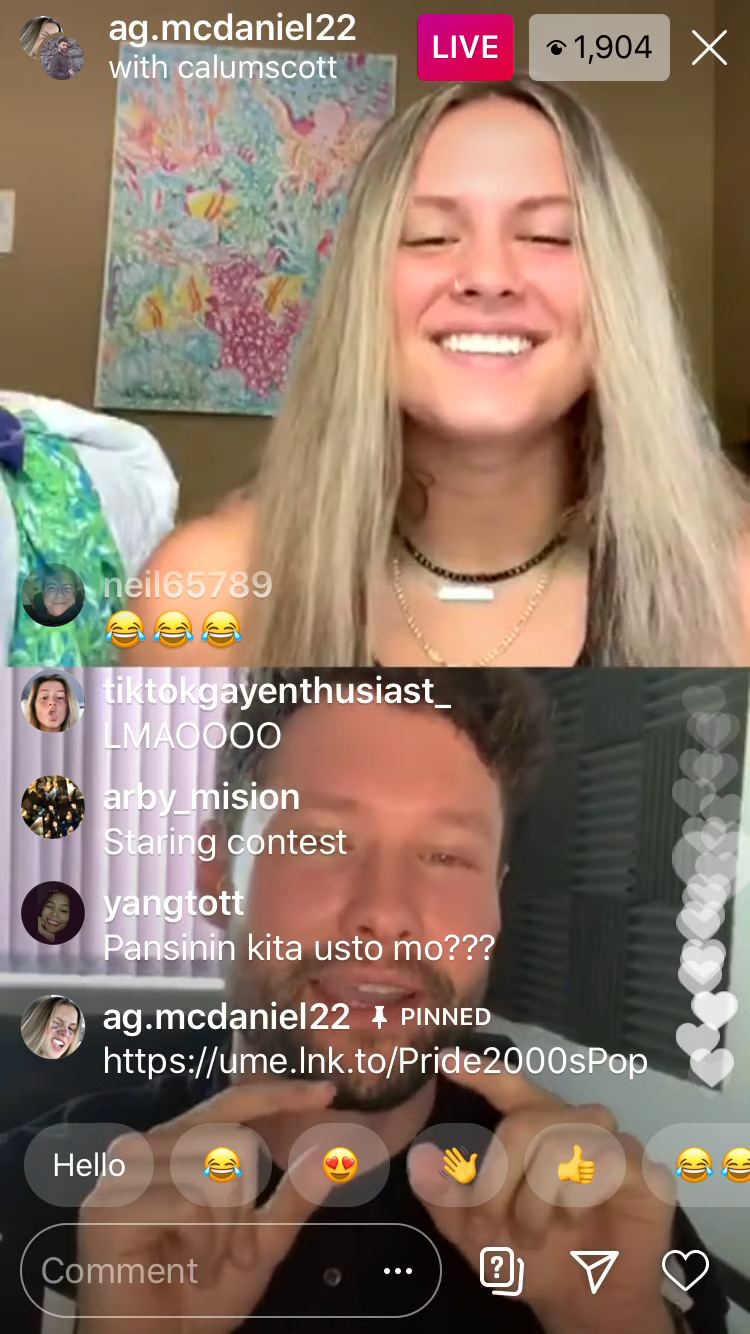 ag.mcdaniel22
with calumscott
LIVE
1,904
neil65789
😂😂😂
tiktokgayenthusiast_
LMAOOOO
arby_mision
Staring contest
yangtott
Pansinin kita usto mo???
ag.mcdaniel22 PINNED
https://ume.lnk.to/Pride2000sPop
Hello 😂 😍 👋 👍 😂😂
Comment ...